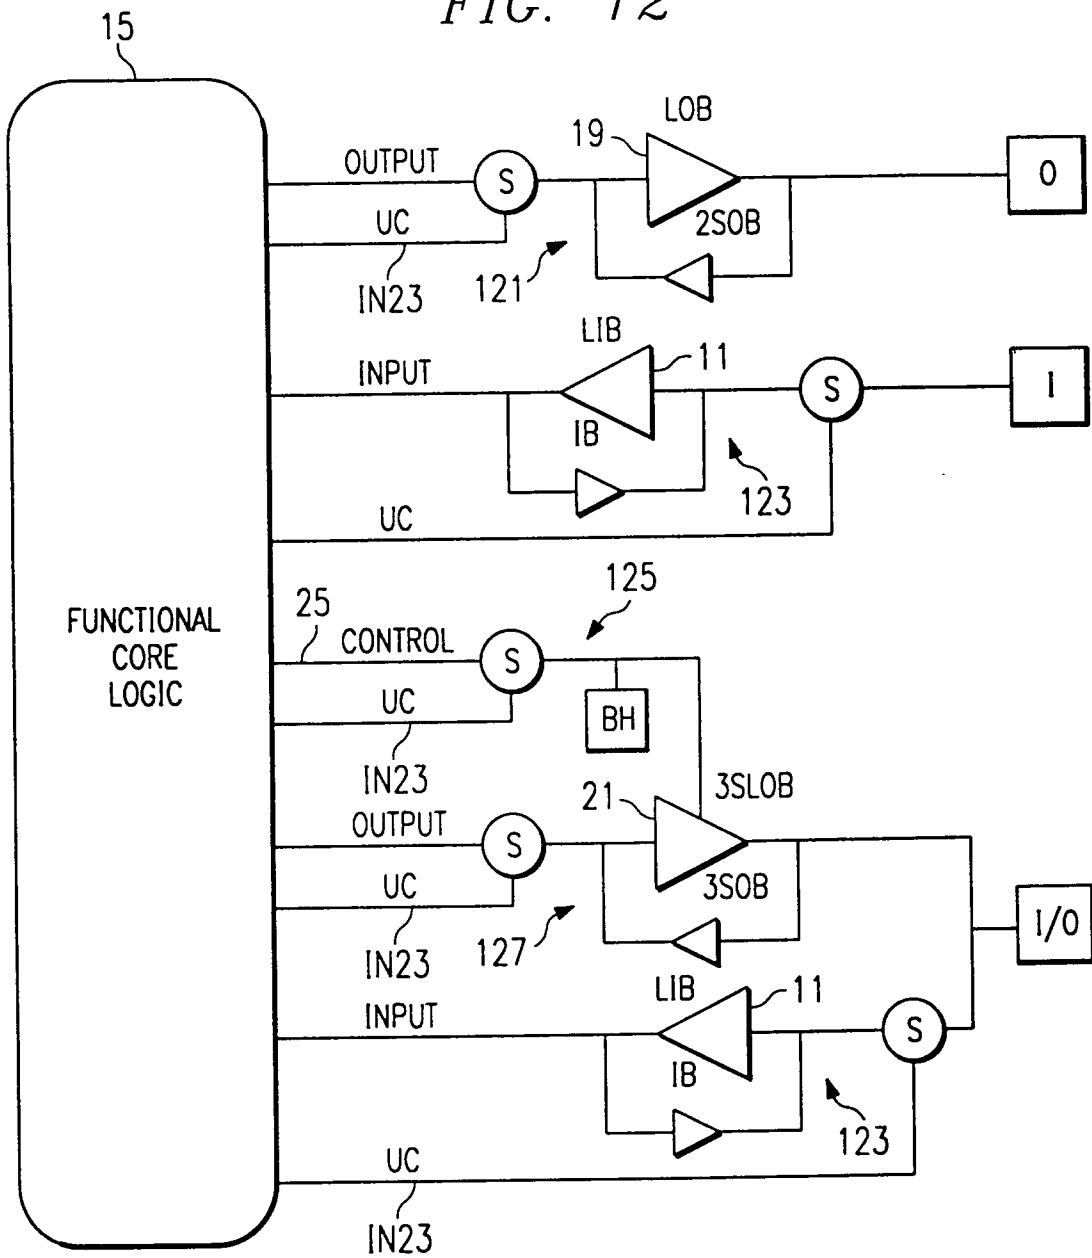 FIG. 12
15
LOB
19
OUTPUT
S
O
2SOB
UC
121
IN23
LIB
11
INPUT
S
I
IB
123
UC
125
25
CONTROL
S
FUNCTIONAL
CORE
LOGIC
UC
BH
IN23
3SLOB
21
OUTPUT
S
3SOB
UC
I/O
127
IN23
LIB
11
INPUT
S
IB
123
UC
IN23